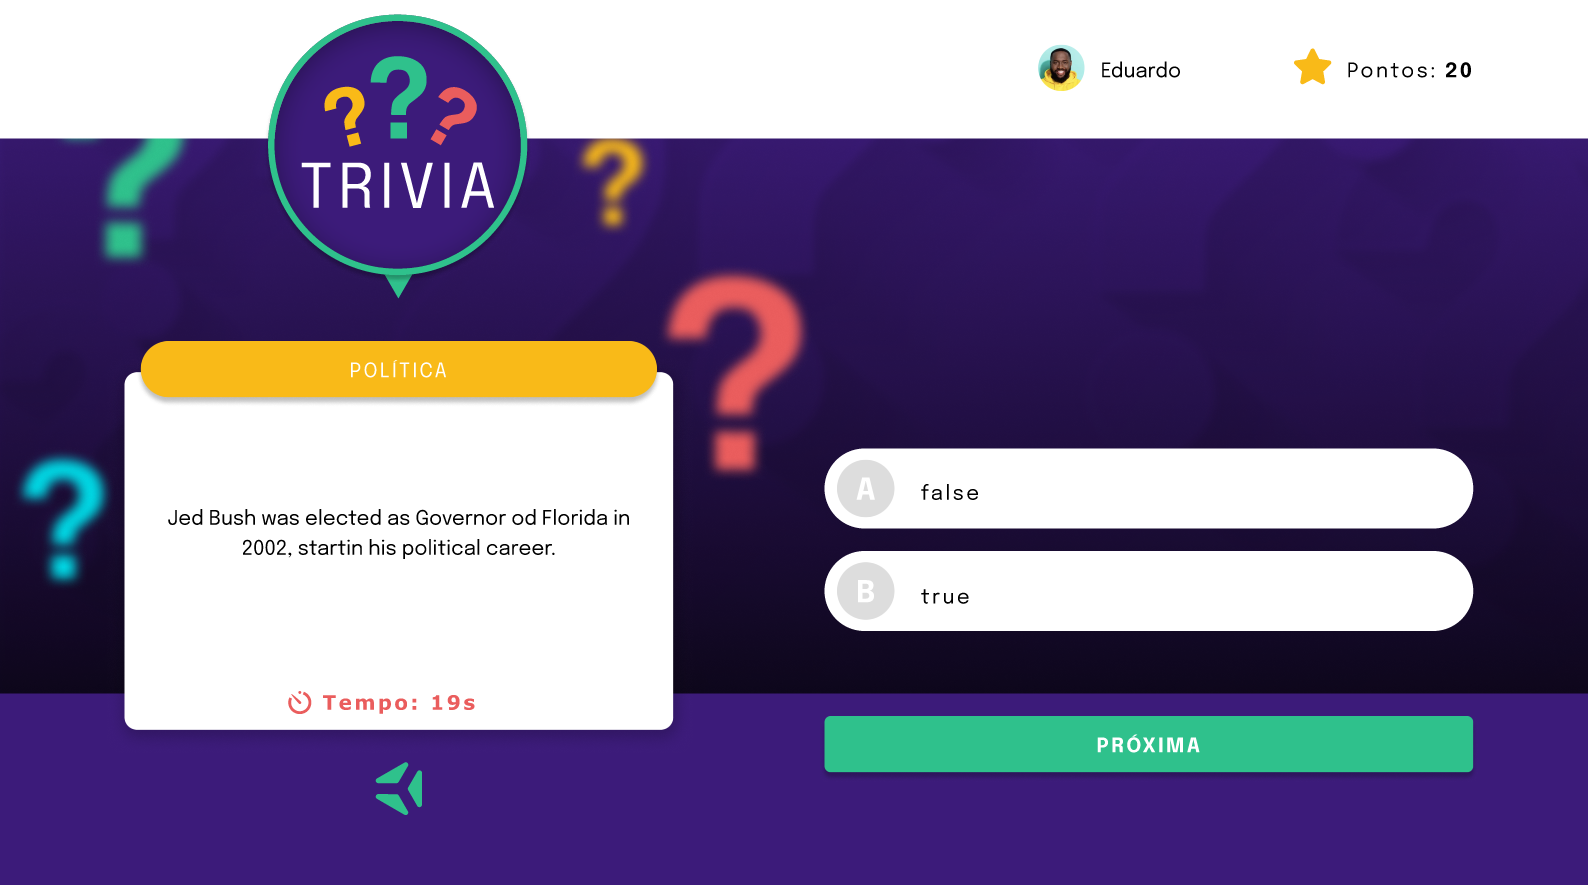 ? ? ?
TRIVIA
Eduardo
Pontos: 20
POLÍTICA
Jed Bush was elected as Governor od Florida in
2002, startin his political career.
Tempo: 19s
A false
B true
PRÓXIMA